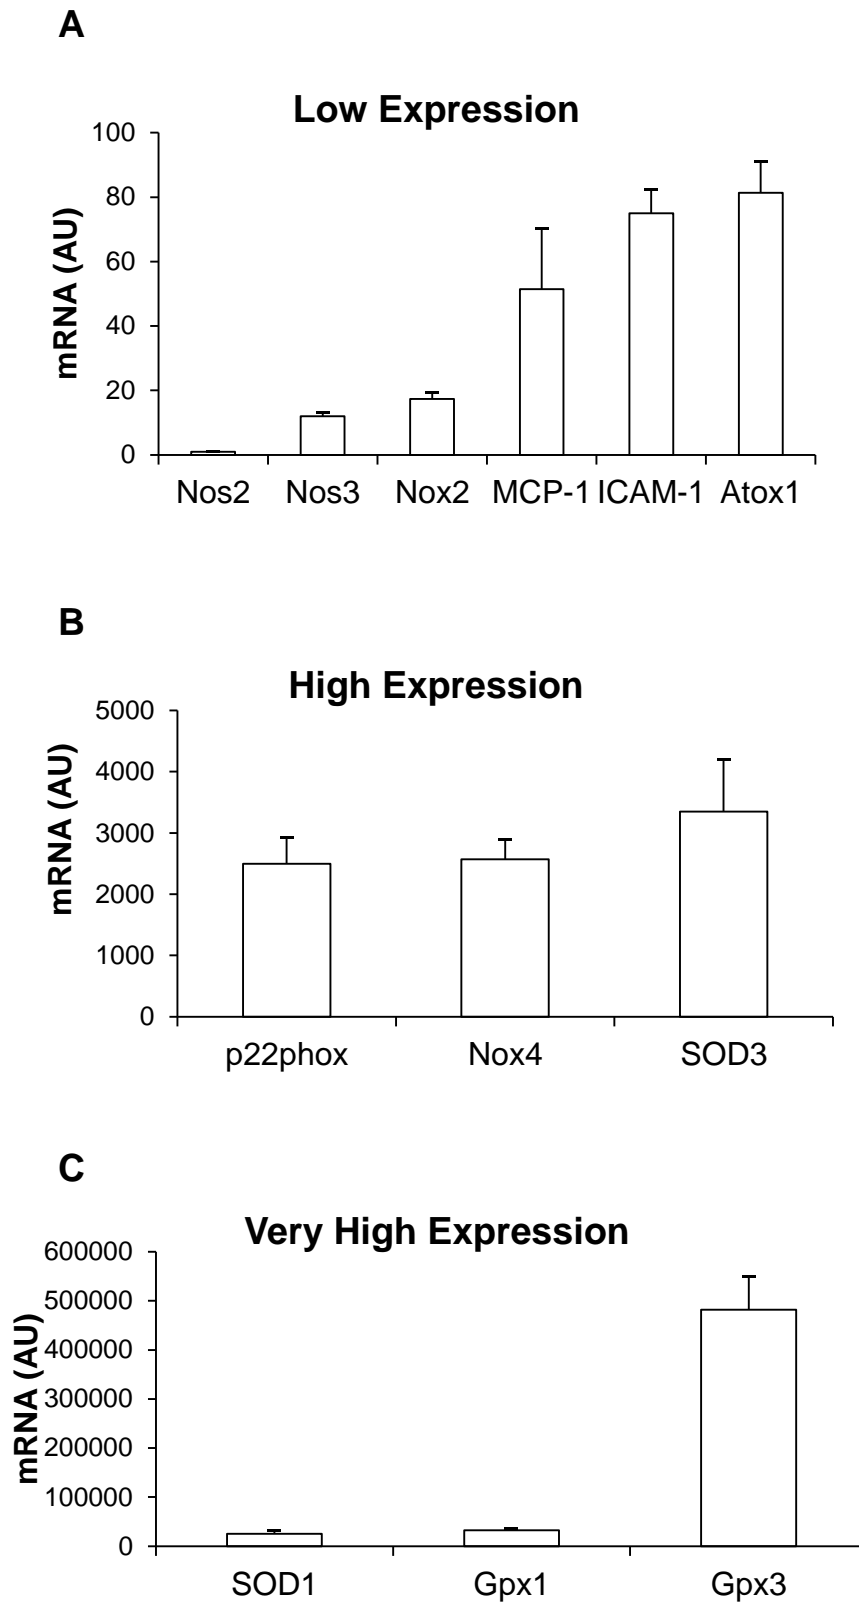 A
Low Expression
mRNA (AU)
100
80
60
40
20
0
Nos2 Nos3 Nox2 MCP-1 ICAM-1 Atox1
B
High Expression
mRNA (AU)
5000
4000
3000
2000
1000
0
p22phox Nox4 SOD3
C
Very High Expression
mRNA (AU)
600000
500000
400000
300000
200000
100000
0
SOD1 Gpx1 Gpx3